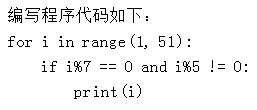 编写程序代码如下：
for i in range(1, 51):
    if i%7 == 0 and i%5 != 0:
        print(i)